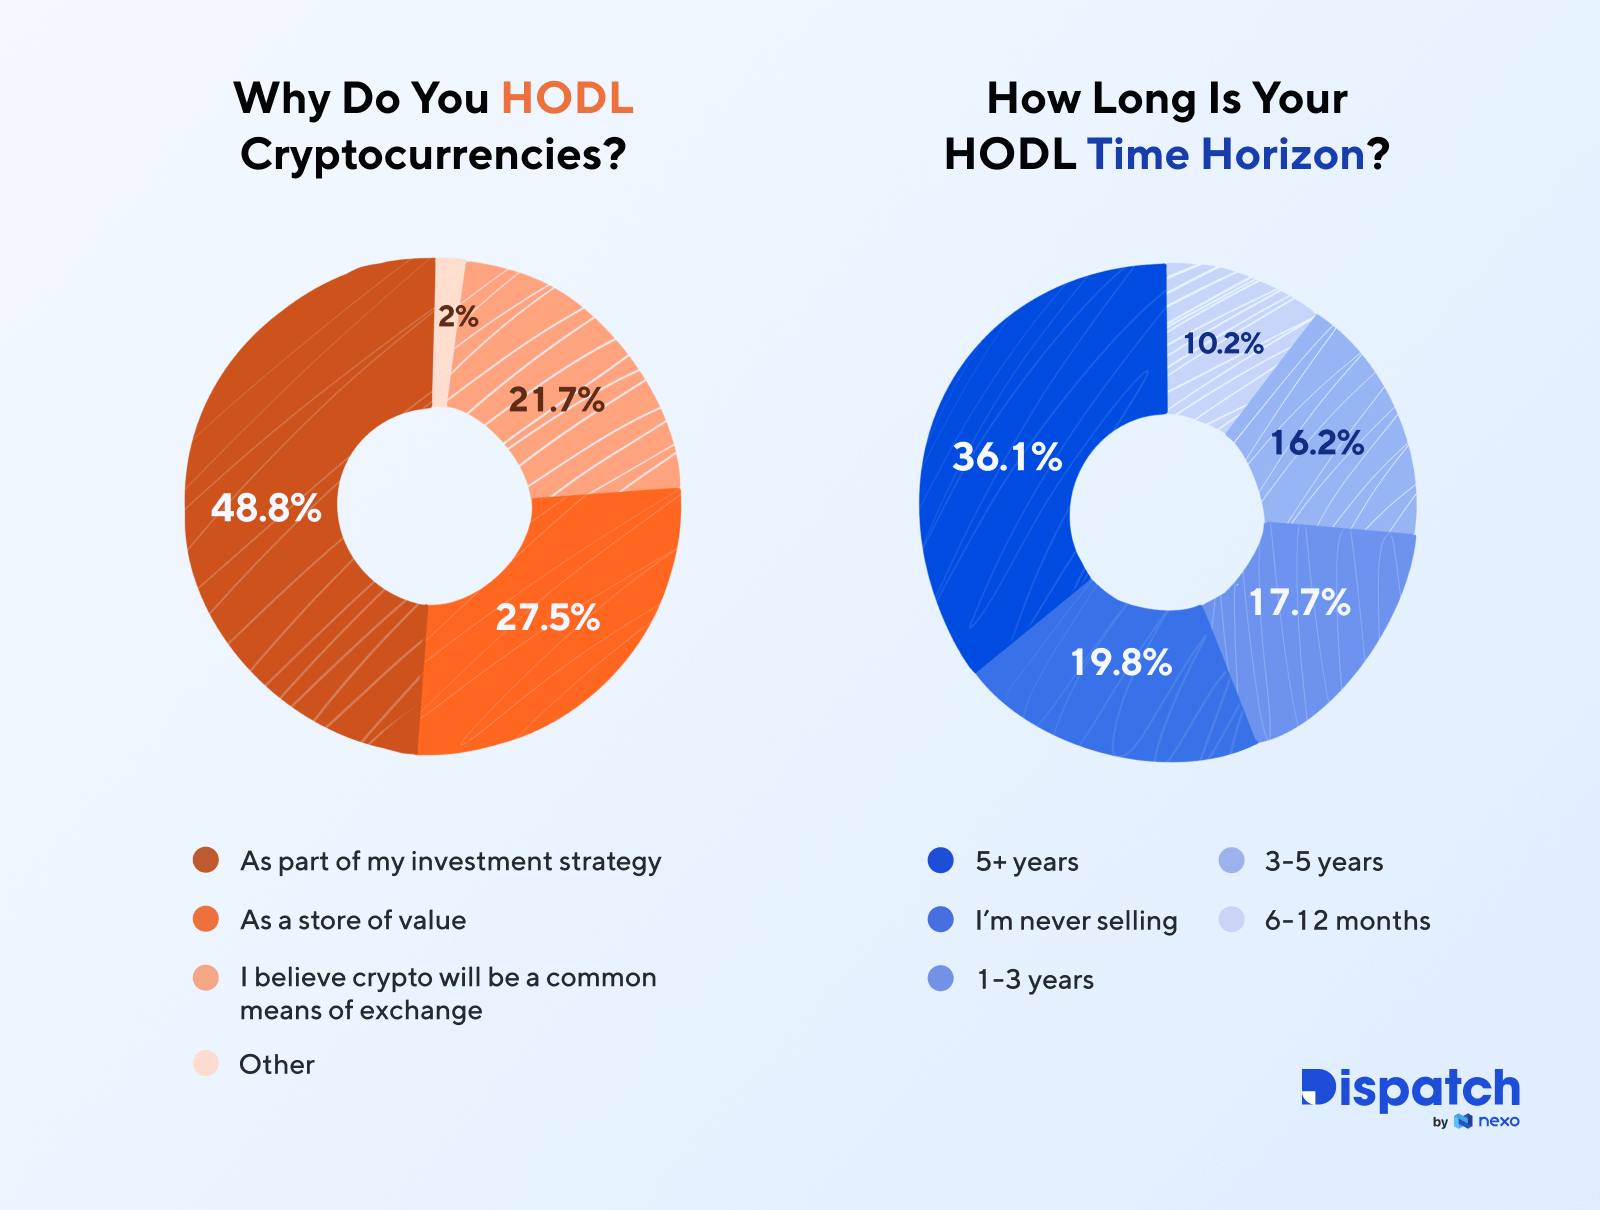 Why Do You HODL
Cryptocurrencies?
2%
21.7%
48.8%
27.5%
As part of my investment strategy
As a store of value
I believe crypto will be a common
means of exchange
Other
How Long Is Your
HODL Time Horizon?
10.2%
16.2%
36.1%
17.7%
19.8%
5+ years
I’m never selling
1-3 years
3-5 years
6-12 months
Dispatch
by nexo